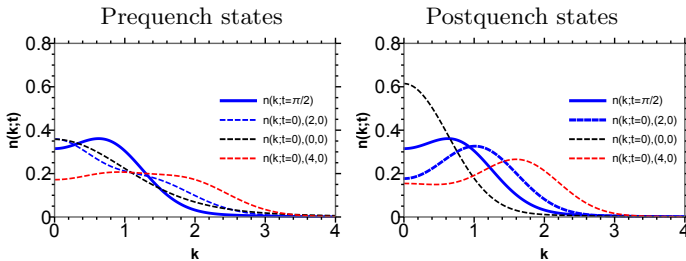 Prequench states
Postquench states
0.8
0.6
0.4
0.2
0
0
1
2
3
4
n(k;t)
k
n(k;t=π/2)
n(k;t=0),(2,0)
n(k;t=0),(0,0)
n(k;t=0),(4,0)
0.8
0.6
0.4
0.2
0
0
1
2
3
4
n(k;t)
k
n(k;t=π/2)
n(k;t=0),(2,0)
n(k;t=0),(0,0)
n(k;t=0),(4,0)